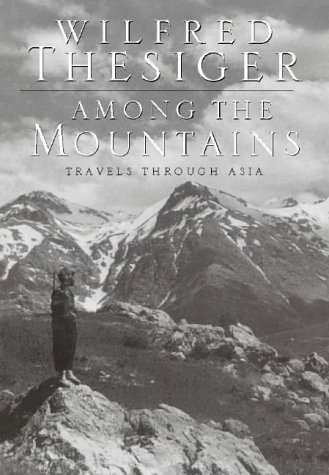 WILFRED
THESIGER
AMONG THE
MOUNTAINS
TRAVELS THROUGH ASIA